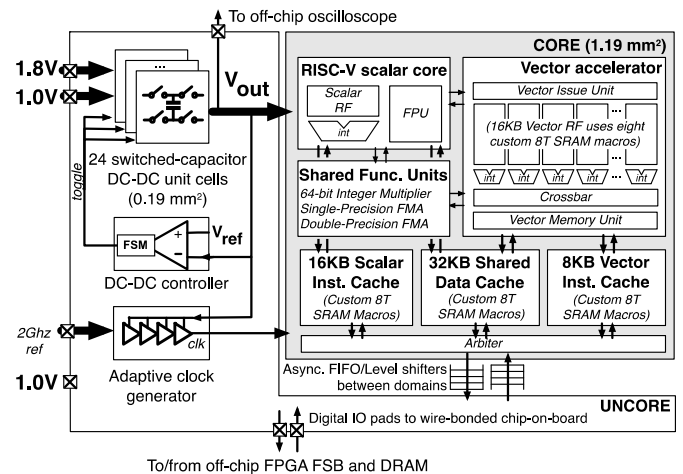 To off-chip oscilloscope
CORE (1.19 mm²)
1.8V
1.0V
Vout
24 switched-capacitor
DC-DC unit cells
(0.19 mm²)
toggle
FSM
+
−
Vref
DC-DC controller
2Ghz
ref
clk
Adaptive clock
generator
1.0V
RISC-V scalar core
Scalar
RF
int
FPU
Vector accelerator
Vector Issue Unit
...
(16KB Vector RF uses eight
custom 8T SRAM macros)
...
int int int int ... int
Crossbar
Vector Memory Unit
Shared Func. Units
64-bit Integer Multiplier
Single-Precision FMA
Double-Precision FMA
16KB Scalar
Inst. Cache
(Custom 8T
SRAM Macros)
32KB Shared
Data Cache
(Custom 8T
SRAM Macros)
8KB Vector
Inst. Cache
(Custom 8T
SRAM Macros)
Arbiter
Async. FIFO/Level shifters
between domains
UNCORE
Digital IO pads to wire-bonded chip-on-board
To/from off-chip FPGA FSB and DRAM